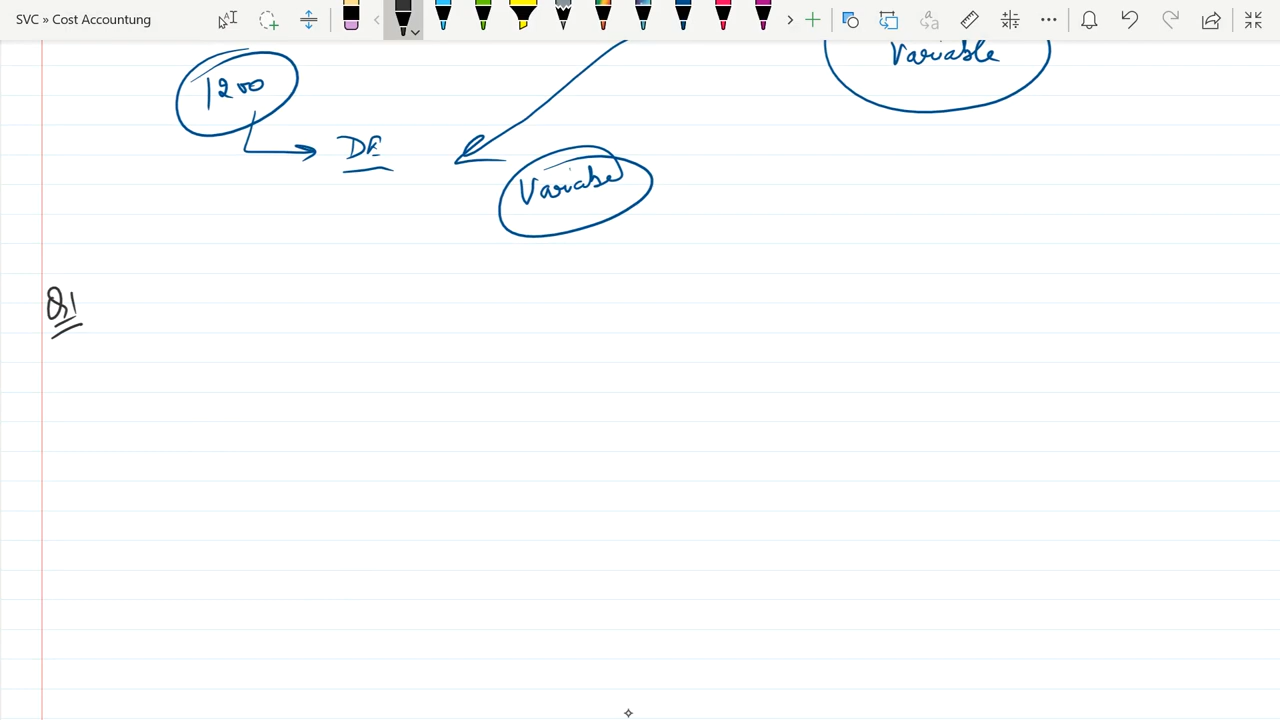 SVC » Cost Accountung
Variable
1200
DE
Variable
Q1